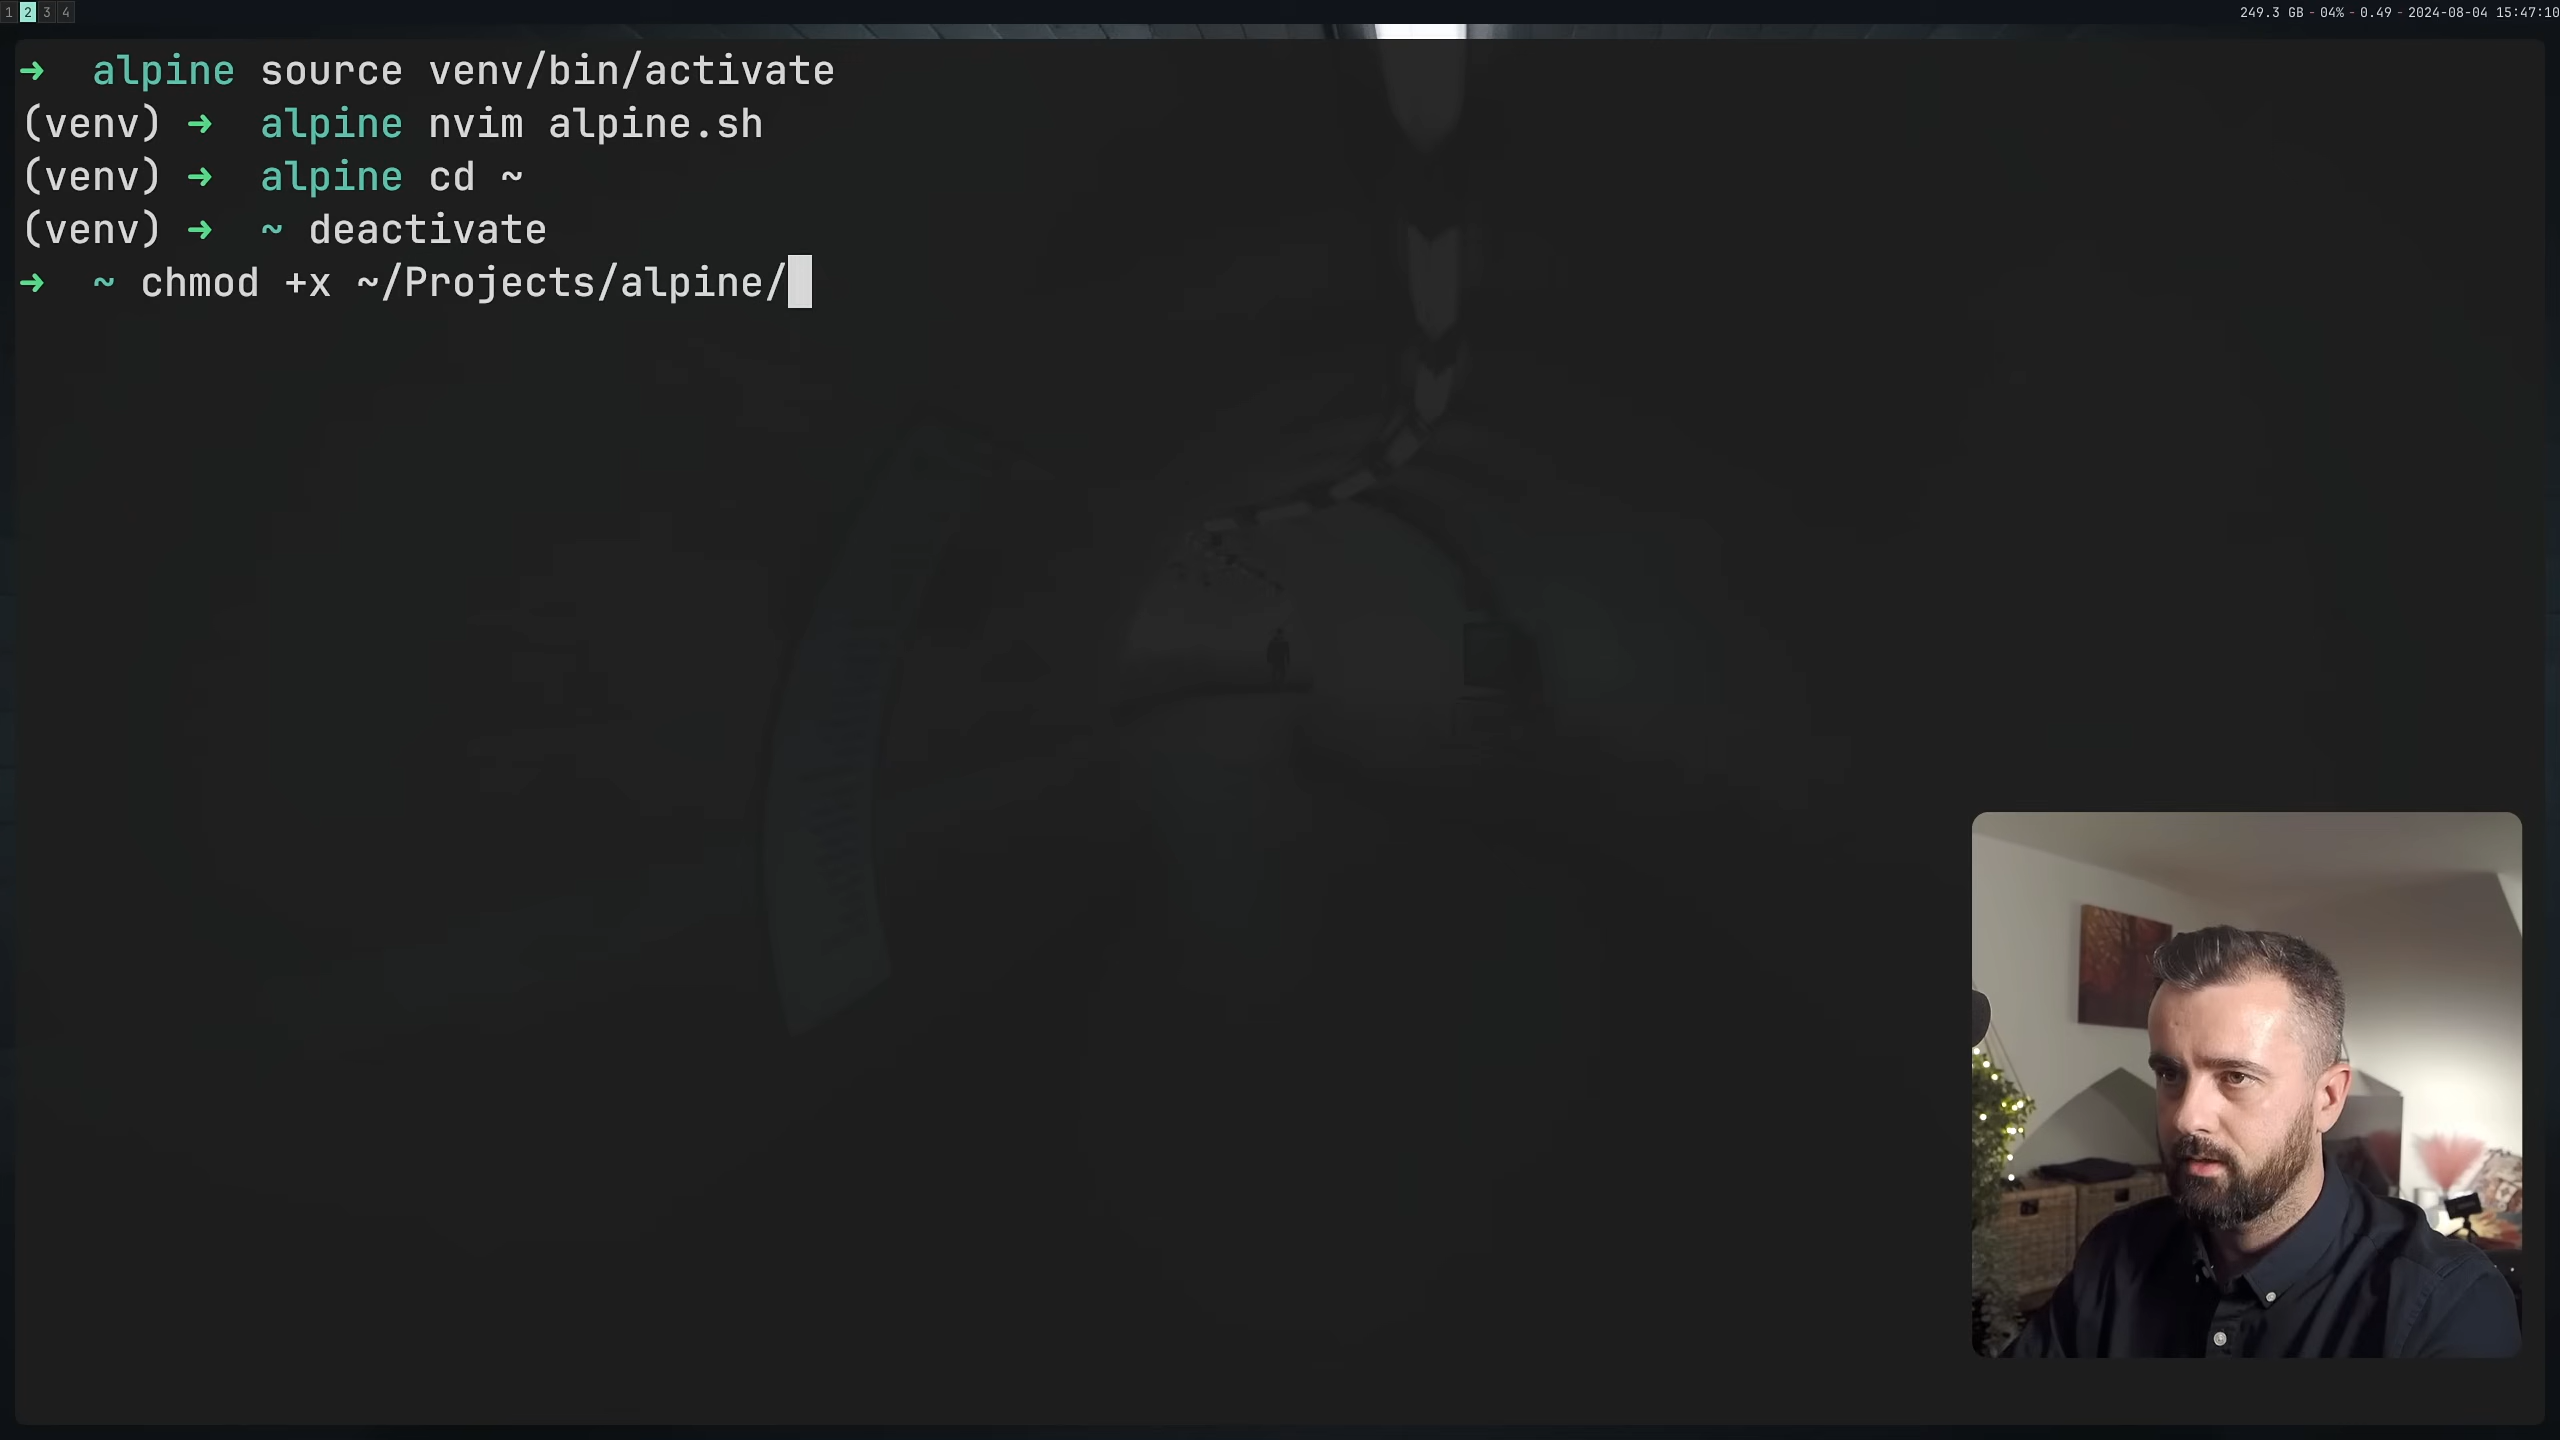 1 2 3 4
249.3 GB - 04% - 0.49 - 2024-08-04 15:47:10
➜  alpine source venv/bin/activate
(venv) ➜  alpine nvim alpine.sh
(venv) ➜  alpine cd ~
(venv) ➜  ~ deactivate
➜  ~ chmod +x ~/Projects/alpine/